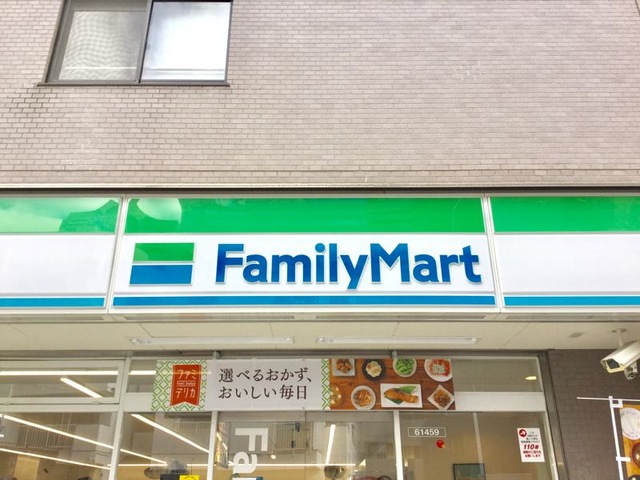 FamilyMart
ファミ
デリカ
選べるおかず、
おいしい毎日
61459
Fa
110番